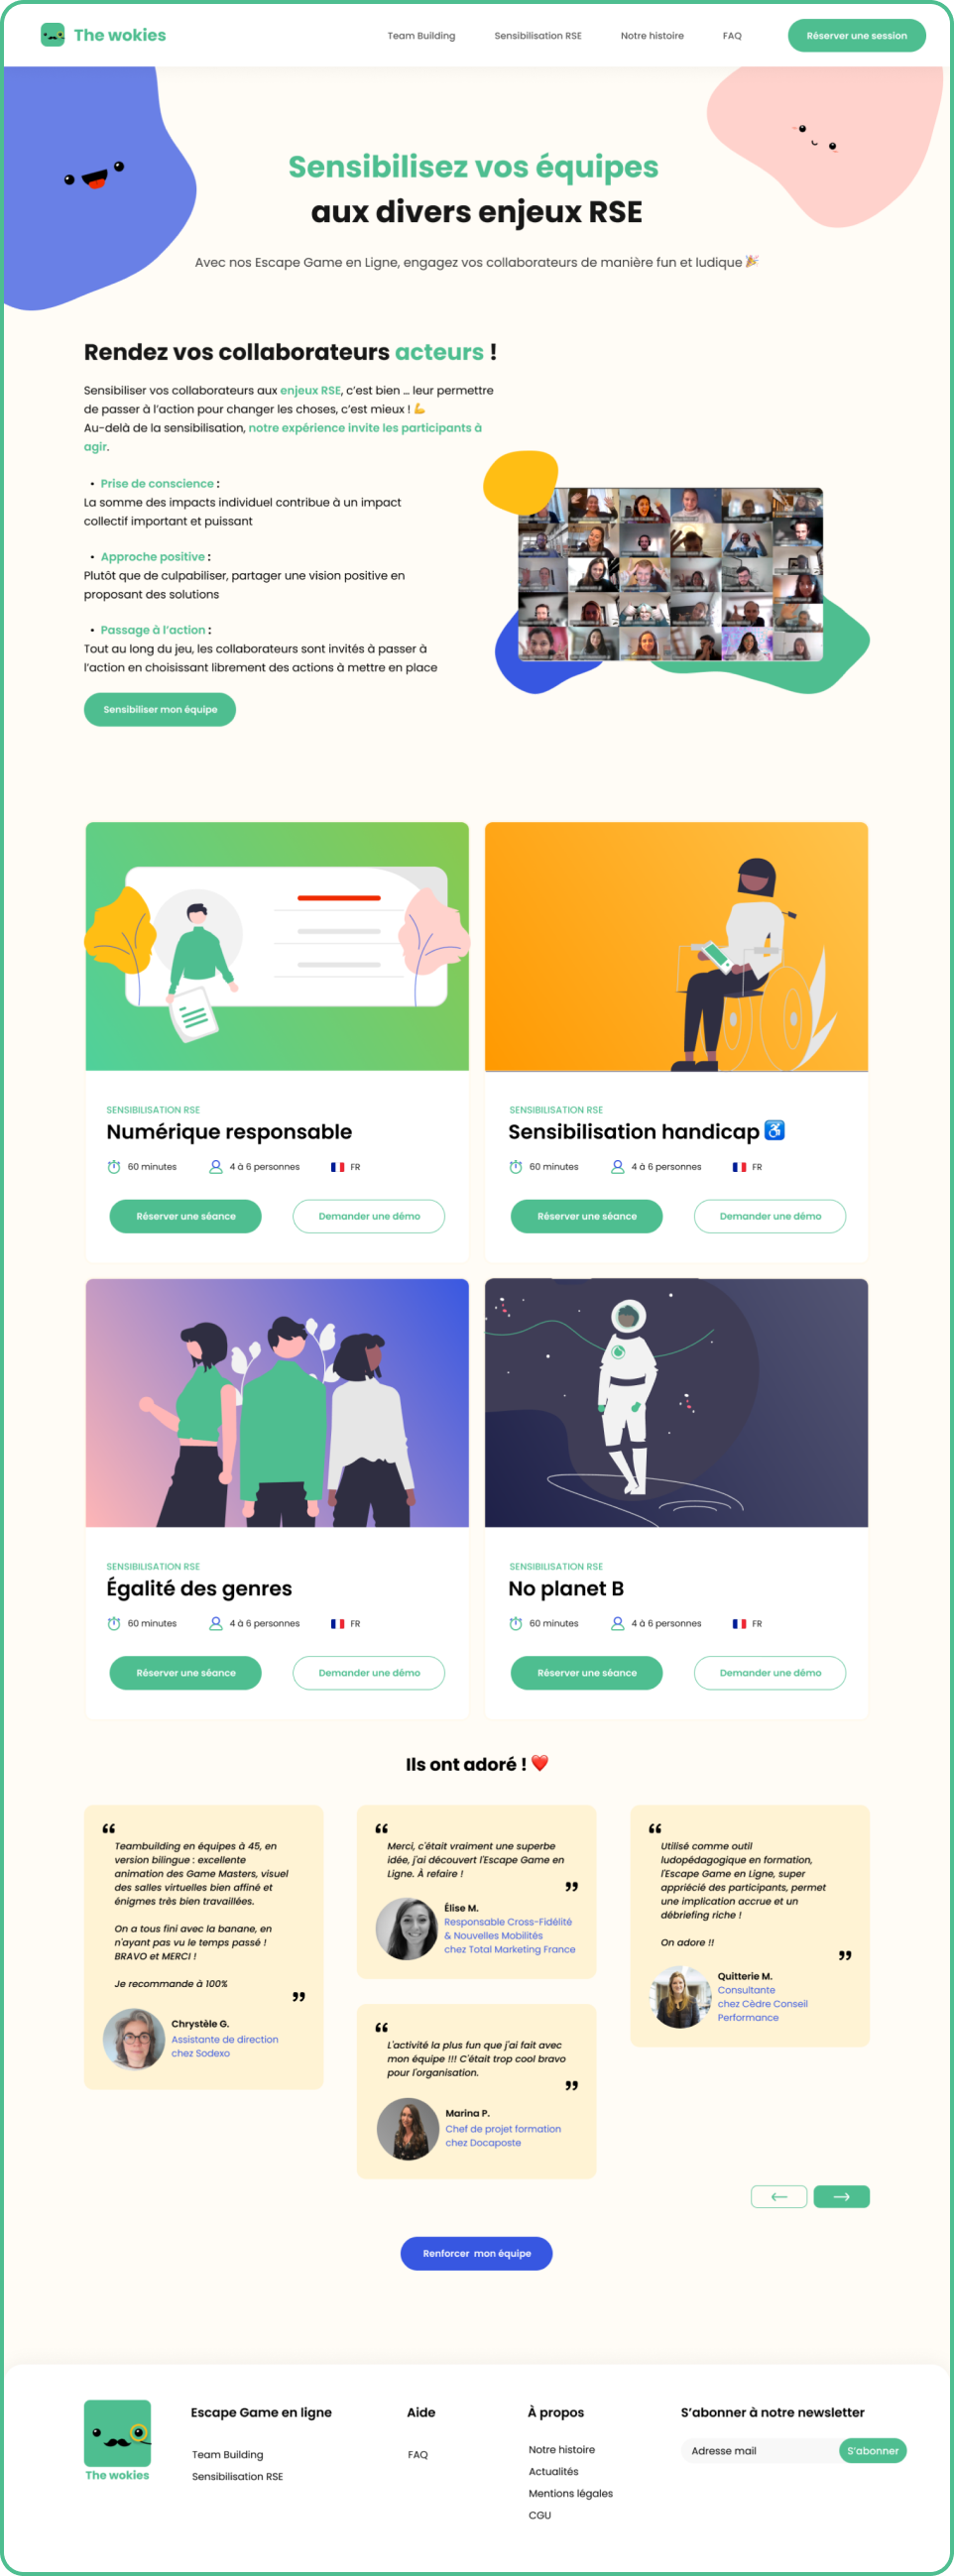 The wokies
Team Building
Sensibilisation RSE
Notre histoire
FAQ
Réserver une session
Sensibilisez vos équipes
aux divers enjeux RSE
Avec nos Escape Game en Ligne, engagez vos collaborateurs de manière fun et ludique 🎉
Rendez vos collaborateurs acteurs !
Sensibiliser vos collaborateurs aux enjeux RSE, c'est bien ... leur permettre
de passer à l'action pour changer les choses, c'est mieux ! 💪
Au-delà de la sensibilisation, notre expérience invite les participants à
agir.
• Prise de conscience :
La somme des impacts individuel contribue à un impact
collectif important et puissant
• Approche positive :
Plutôt que de culpabiliser, partager une vision positive en
proposant des solutions
• Passage à l'action :
Tout au long du jeu, les collaborateurs sont invités à passer à
l'action en choisissant librement des actions à mettre en place
Sensibiliser mon équipe
SENSIBILISATION RSE
Numérique responsable
60 minutes
4 à 6 personnes
FR
Réserver une séance
Demander une démo
SENSIBILISATION RSE
Sensibilisation handicap ♿
60 minutes
4 à 6 personnes
FR
Réserver une séance
Demander une démo
SENSIBILISATION RSE
Égalité des genres
60 minutes
4 à 6 personnes
FR
Réserver une séance
Demander une démo
SENSIBILISATION RSE
No planet B
60 minutes
4 à 6 personnes
FR
Réserver une séance
Demander une démo
Ils ont adoré ! ❤️
“
Teambuilding en équipes à 45, en
version bilingue : excellente
animation des Game Masters, visuel
des salles virtuelles bien affiné et
énigmes très bien travaillées.
On a tous fini avec la banane, en
n'ayant pas vu le temps passé !
BRAVO et MERCI !
Je recommande à 100%
”
Chrystèle G.
Assistante de direction
chez Sodexo
“
Merci, c'était vraiment une superbe
idée, j'ai découvert l'Escape Game en
Ligne. À refaire !
”
Élise M.
Responsable Cross-Fidélité
& Nouvelles Mobilités
chez Total Marketing France
“
L'activité la plus fun que j'ai fait avec
mon équipe !!! C'était trop cool bravo
pour l'organisation.
”
Marina P.
Chef de projet formation
chez Docaposte
“
Utilisé comme outil
ludopédagogique en formation,
l'Escape Game en Ligne, super
apprécié des participants, permet
une implication accrue et un
débriefing riche !
On adore !!
”
Quitterie M.
Consultante
chez Cèdre Conseil
Performance
← →
Renforcer mon équipe
The wokies
Escape Game en ligne
Team Building
Sensibilisation RSE
Aide
FAQ
À propos
Notre histoire
Actualités
Mentions légales
CGU
S'abonner à notre newsletter
Adresse mail
S'abonner